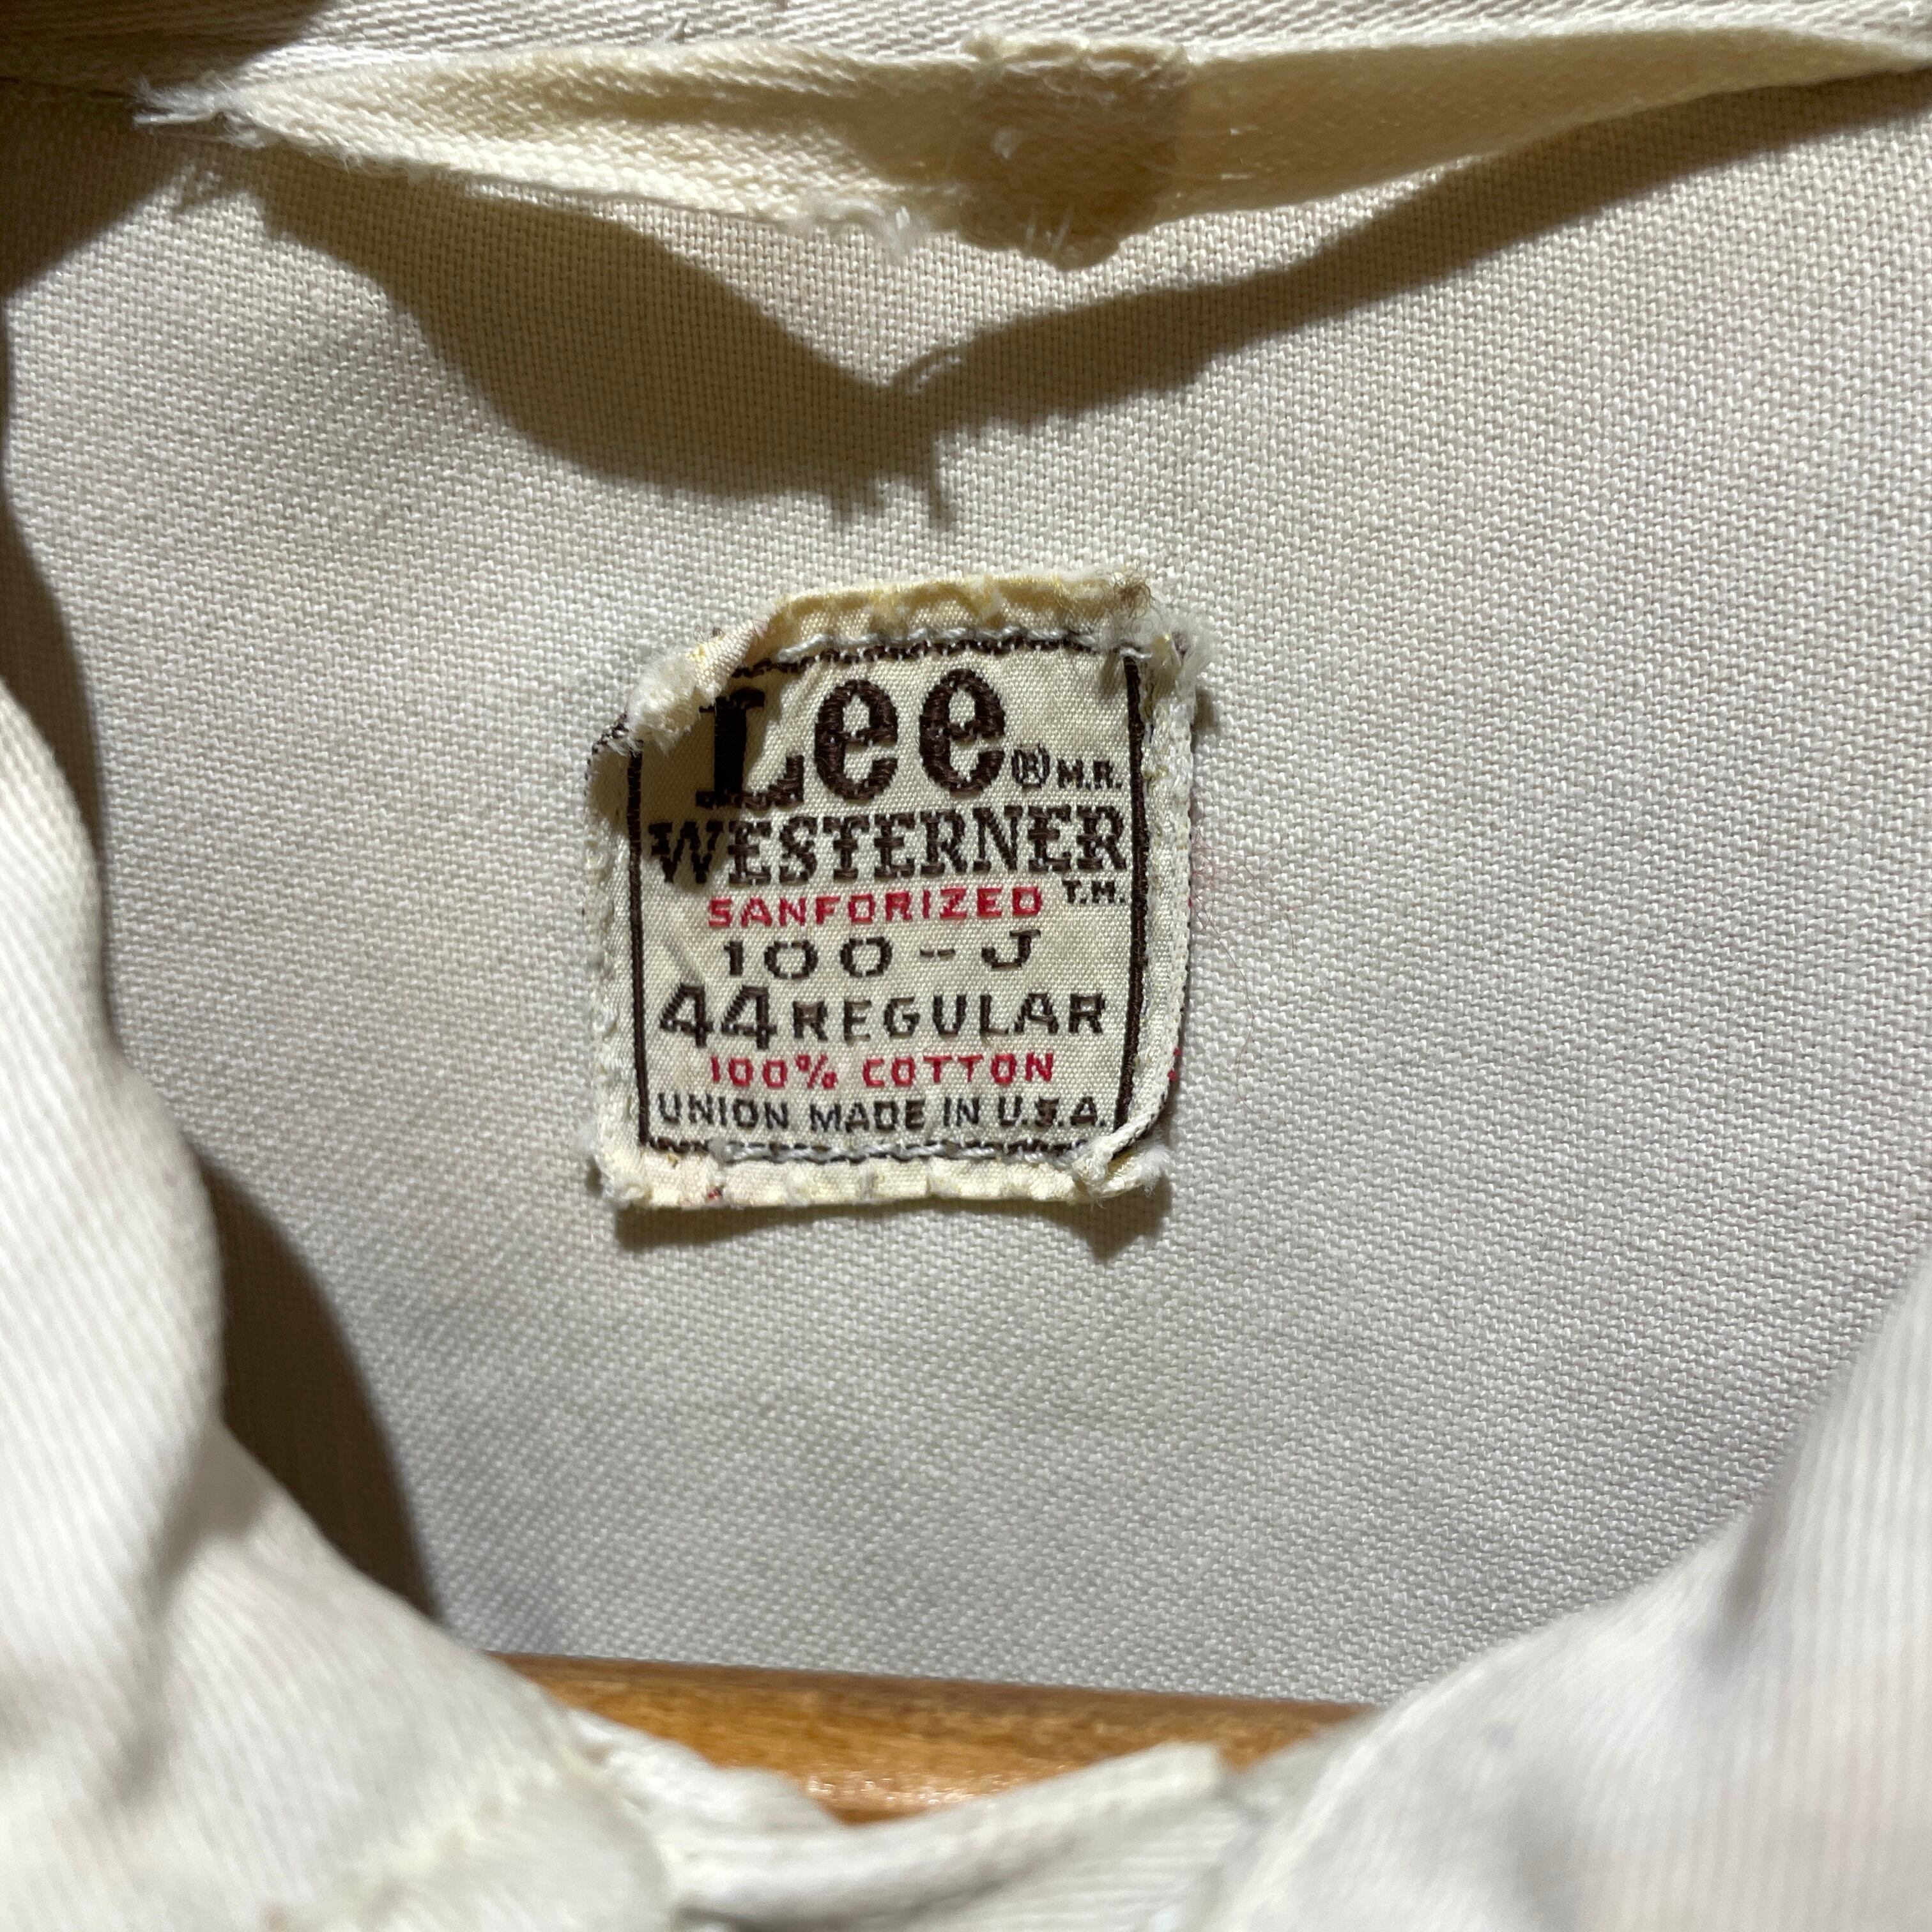 Lee ® M.R.
WESTERNER
T.M.
SANFORIZED
100-J
44 REGULAR
100% COTTON
UNION MADE IN U.S.A.